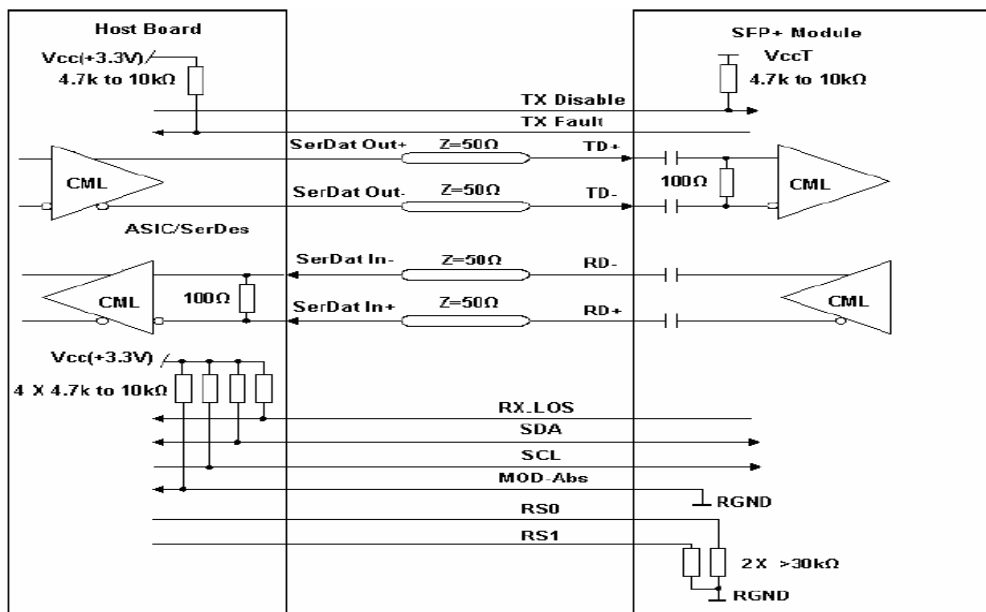 Host Board
SFP+ Module
Vcc(+3.3V)
4.7k to 10kΩ
VccT
4.7k to 10kΩ
TX Disable
TX Fault
SerDat Out+
Z=50Ω
TD+
CML
100Ω
CML
SerDat Out-
Z=50Ω
TD-
ASIC/SerDes
SerDat In-
Z=50Ω
RD-
CML
100Ω
CML
SerDat In+
Z=50Ω
RD+
Vcc(+3.3V)
4 X 4.7k to 10kΩ
RX-LOS
SDA
SCL
MOD-Abs
RGND
RS0
RS1
2X >30kΩ
RGND